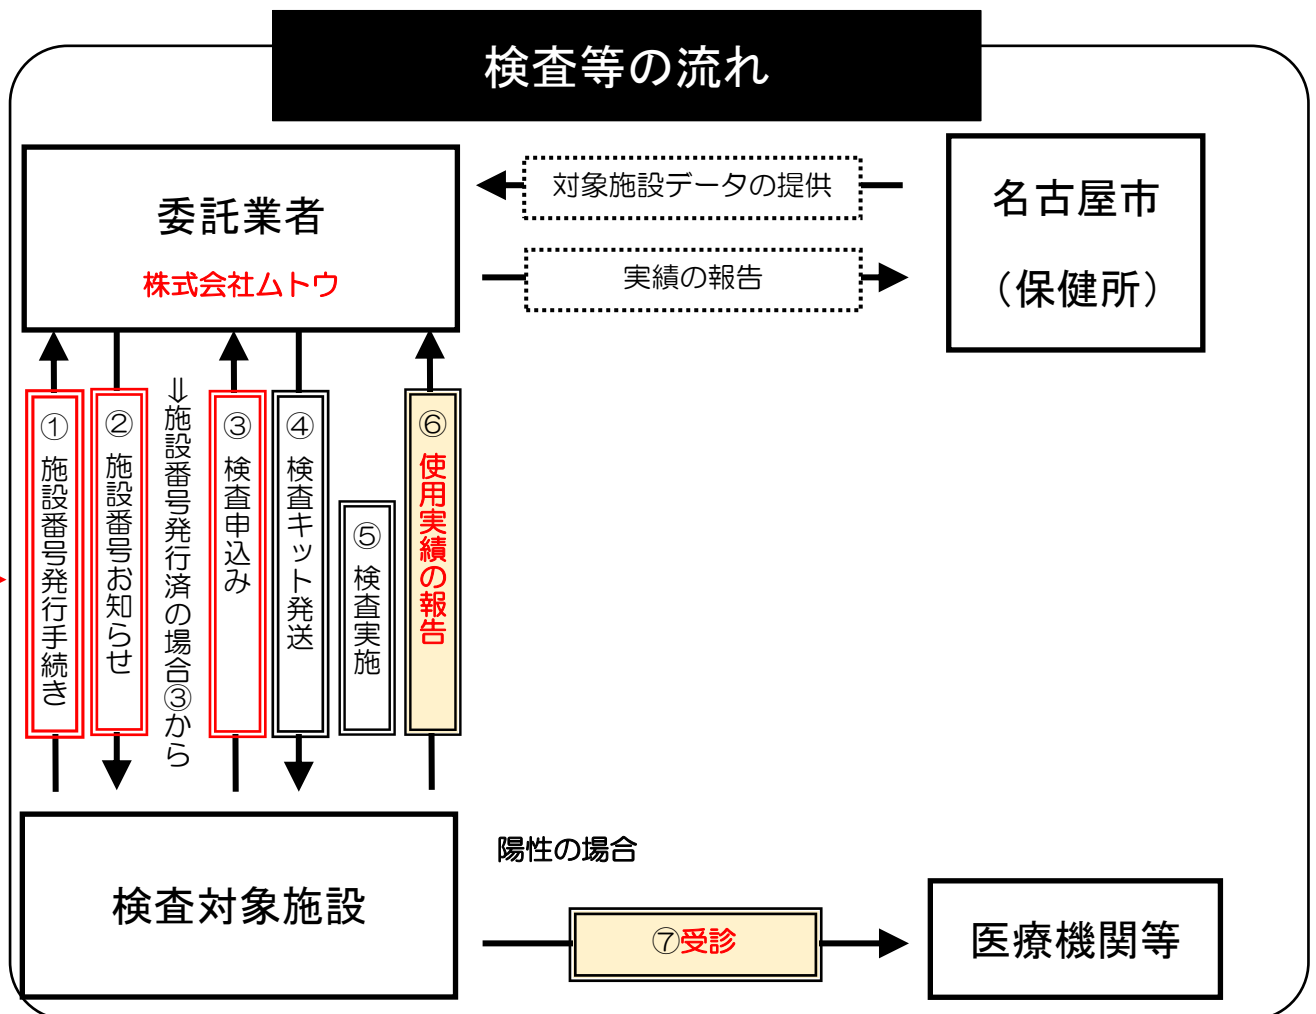 検査等の流れ
委託業者
株式会社ムトウ
対象施設データの提供
実績の報告
名古屋市
（保健所）
①施設番号発行手続き
②施設番号お知らせ
⇒施設番号発行済の場合③から
③検査申込み
④検査キット発送
⑤検査実施
⑥使用実績の報告
検査対象施設
陽性の場合
⑦受診
医療機関等